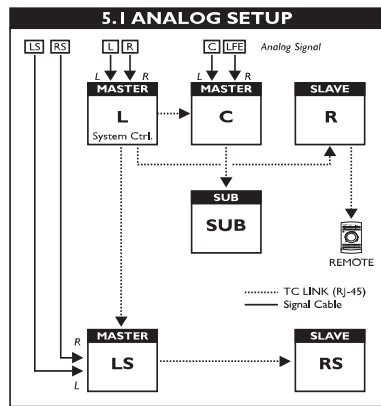 5.1 ANALOG SETUP
LS RS L R C LFE Analog Signal
L R L R
MASTER MASTER SLAVE
L C R
System Ctrl.
SUB
SUB
REMOTE
TC LINK (RJ-45)
Signal Cable
MASTER SLAVE
R
LS RS
L